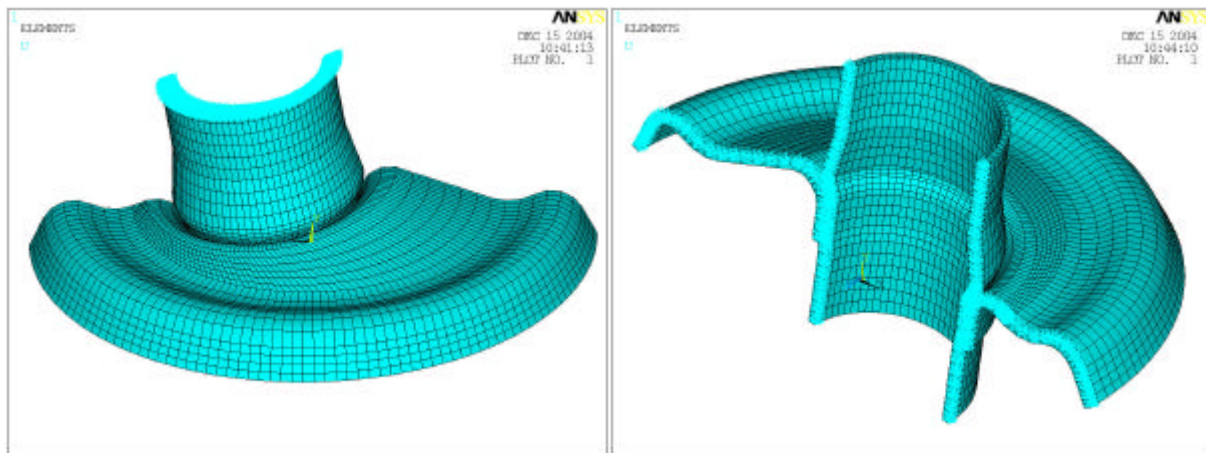 1
ANSYS
ELEMENTS
DEC 15 2004
U
10:41:13
PLOT NO. 1
1
ANSYS
ELEMENTS
DEC 15 2004
U
10:44:10
PLOT NO. 1